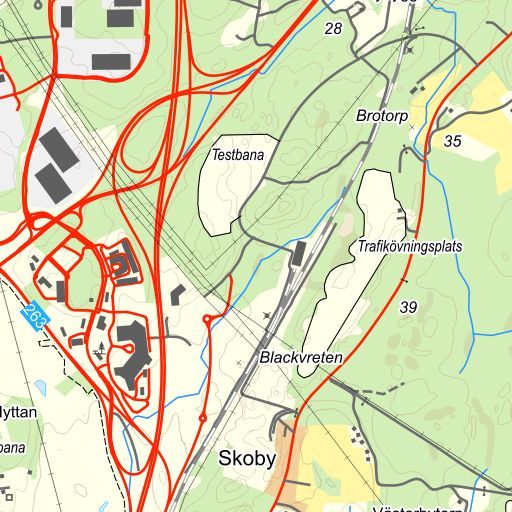 28
Brotorp
35
Testbana
Trafikövningsplats
39
263
Blackvreten
Skoby